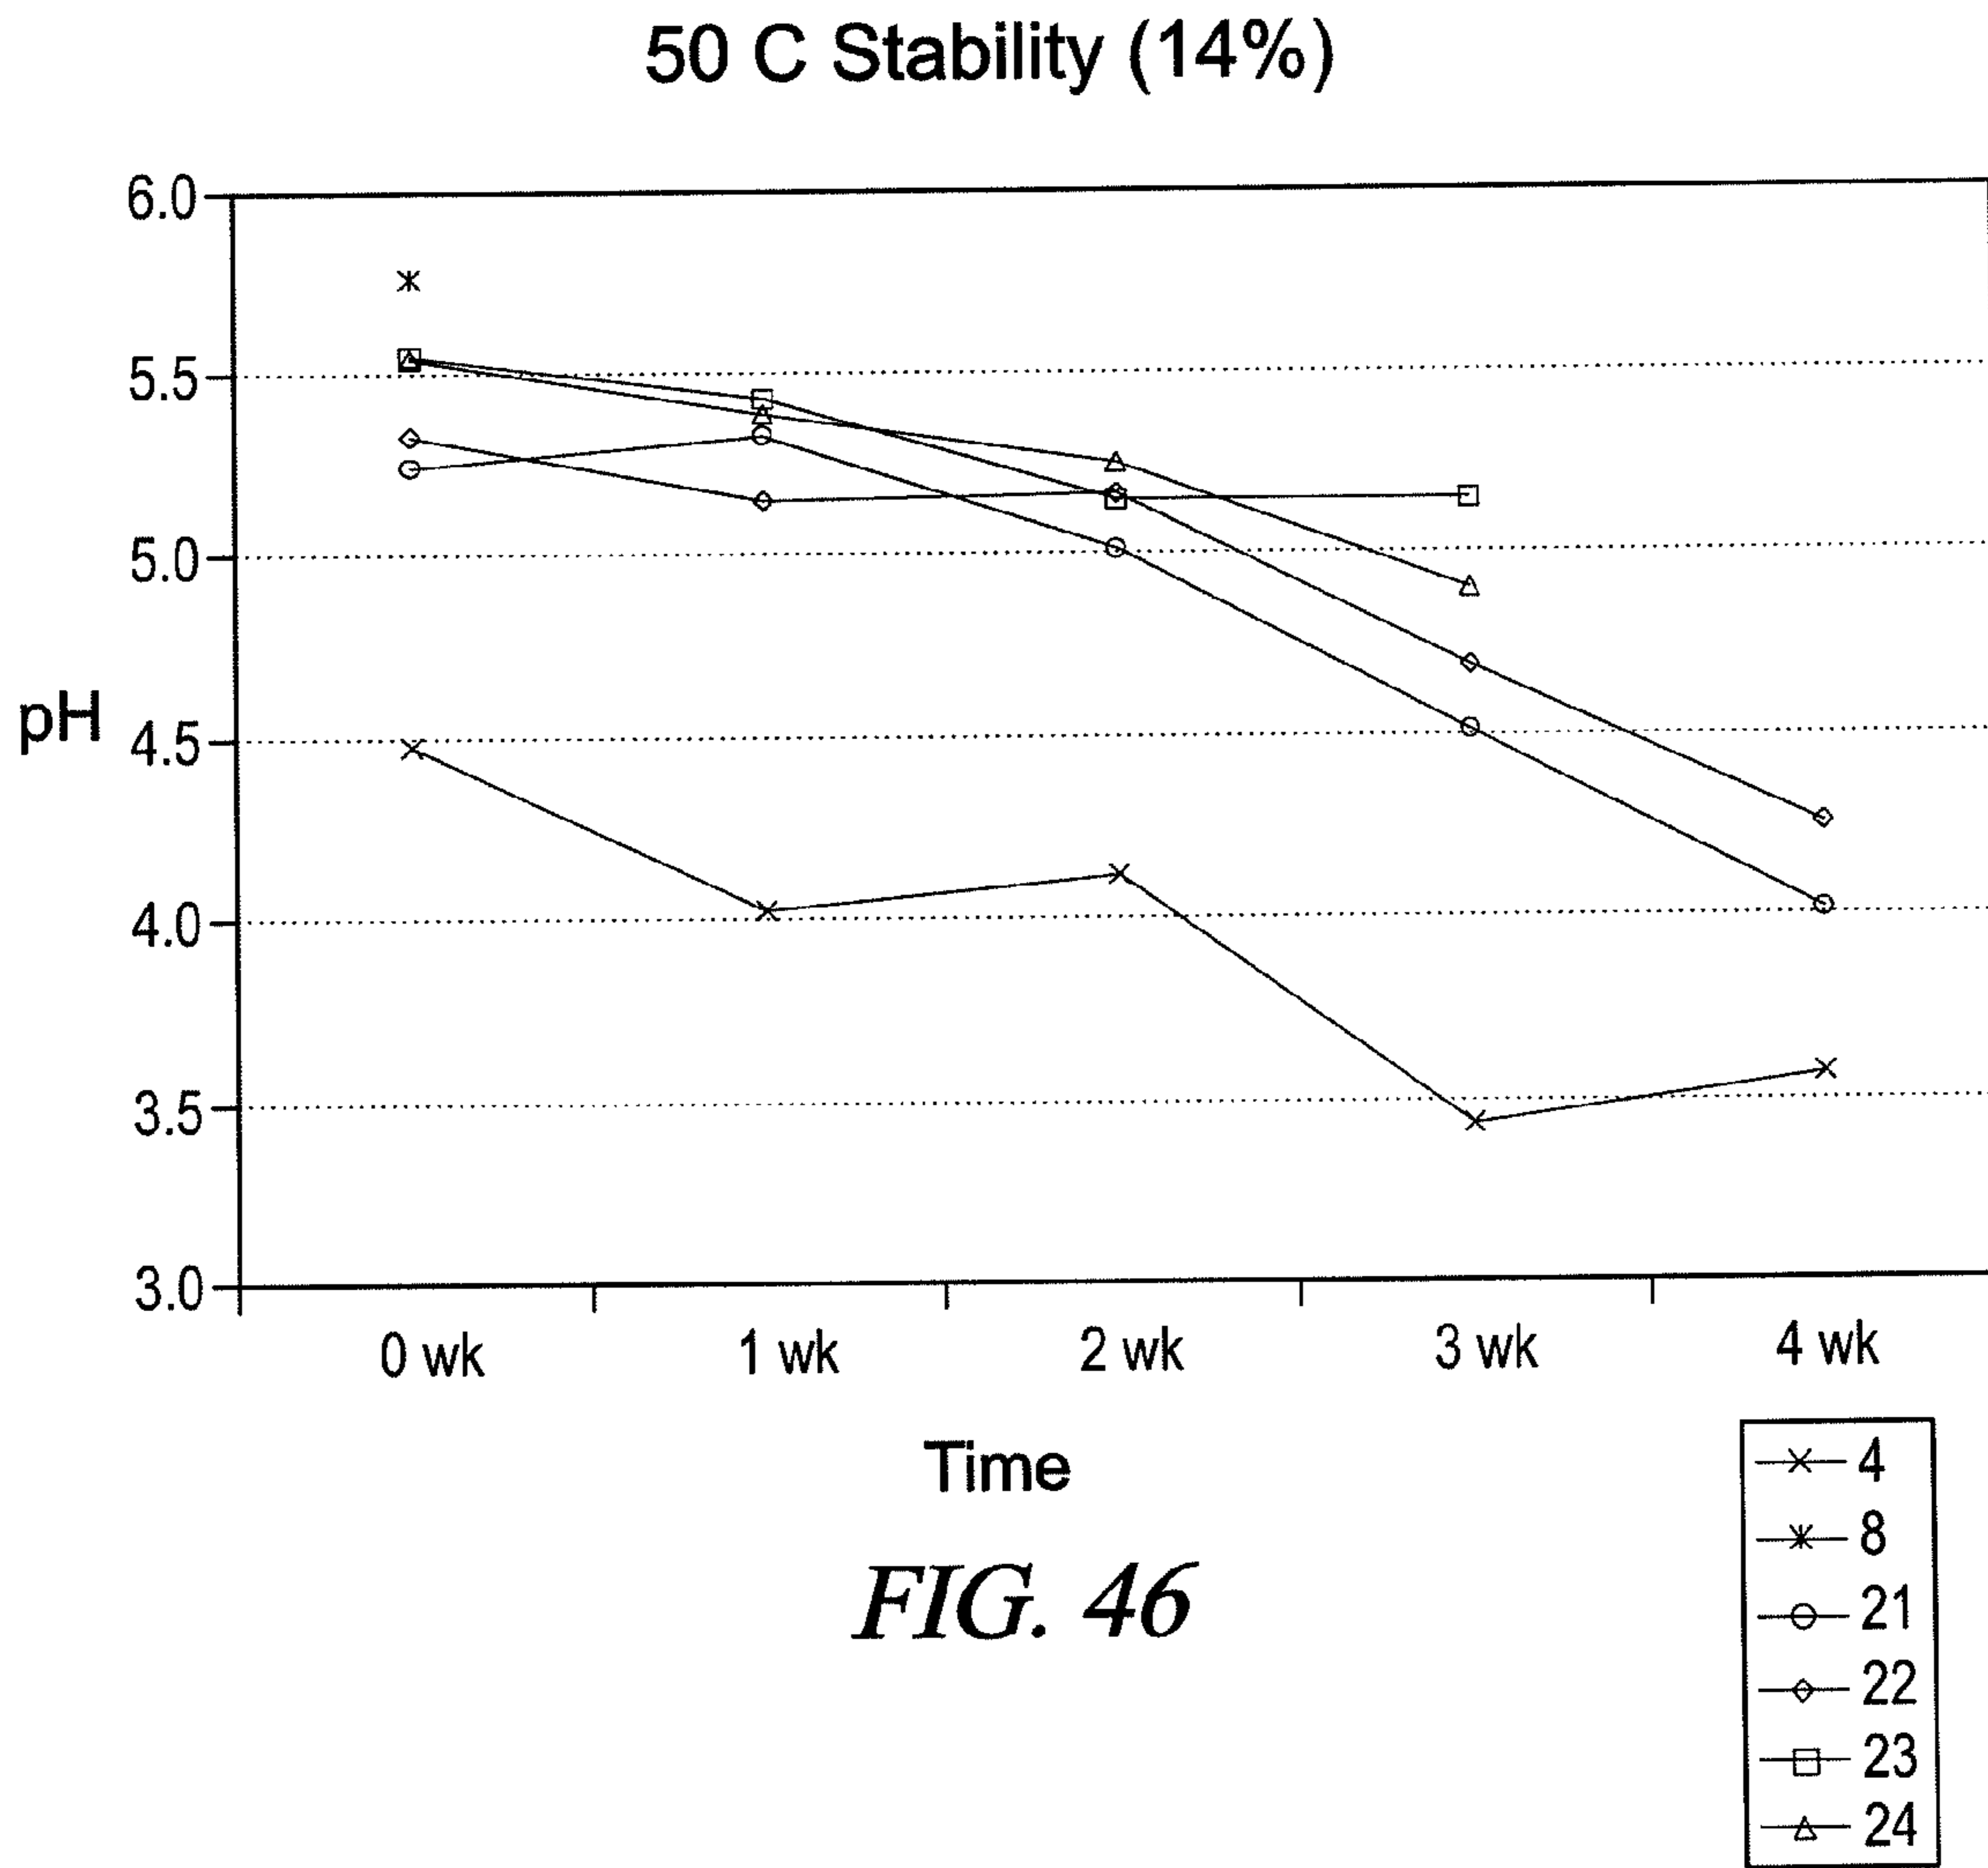 50 C Stability (14%)
6.0
5.5
5.0
pH
4.5
4.0
3.5
3.0
0 wk 1 wk 2 wk 3 wk 4 wk
Time
FIG. 46
4
8
21
22
23
24